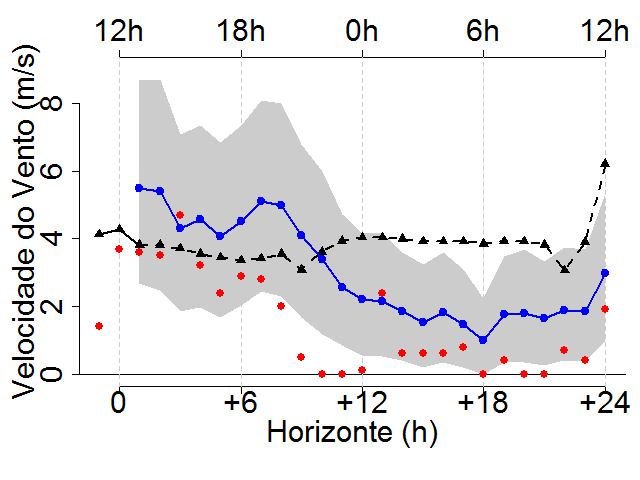 12h 18h 0h 6h 12h
Velocidade do Vento (m/s)
8
6
4
2
0
0 +6 +12 +18 +24
Horizonte (h)